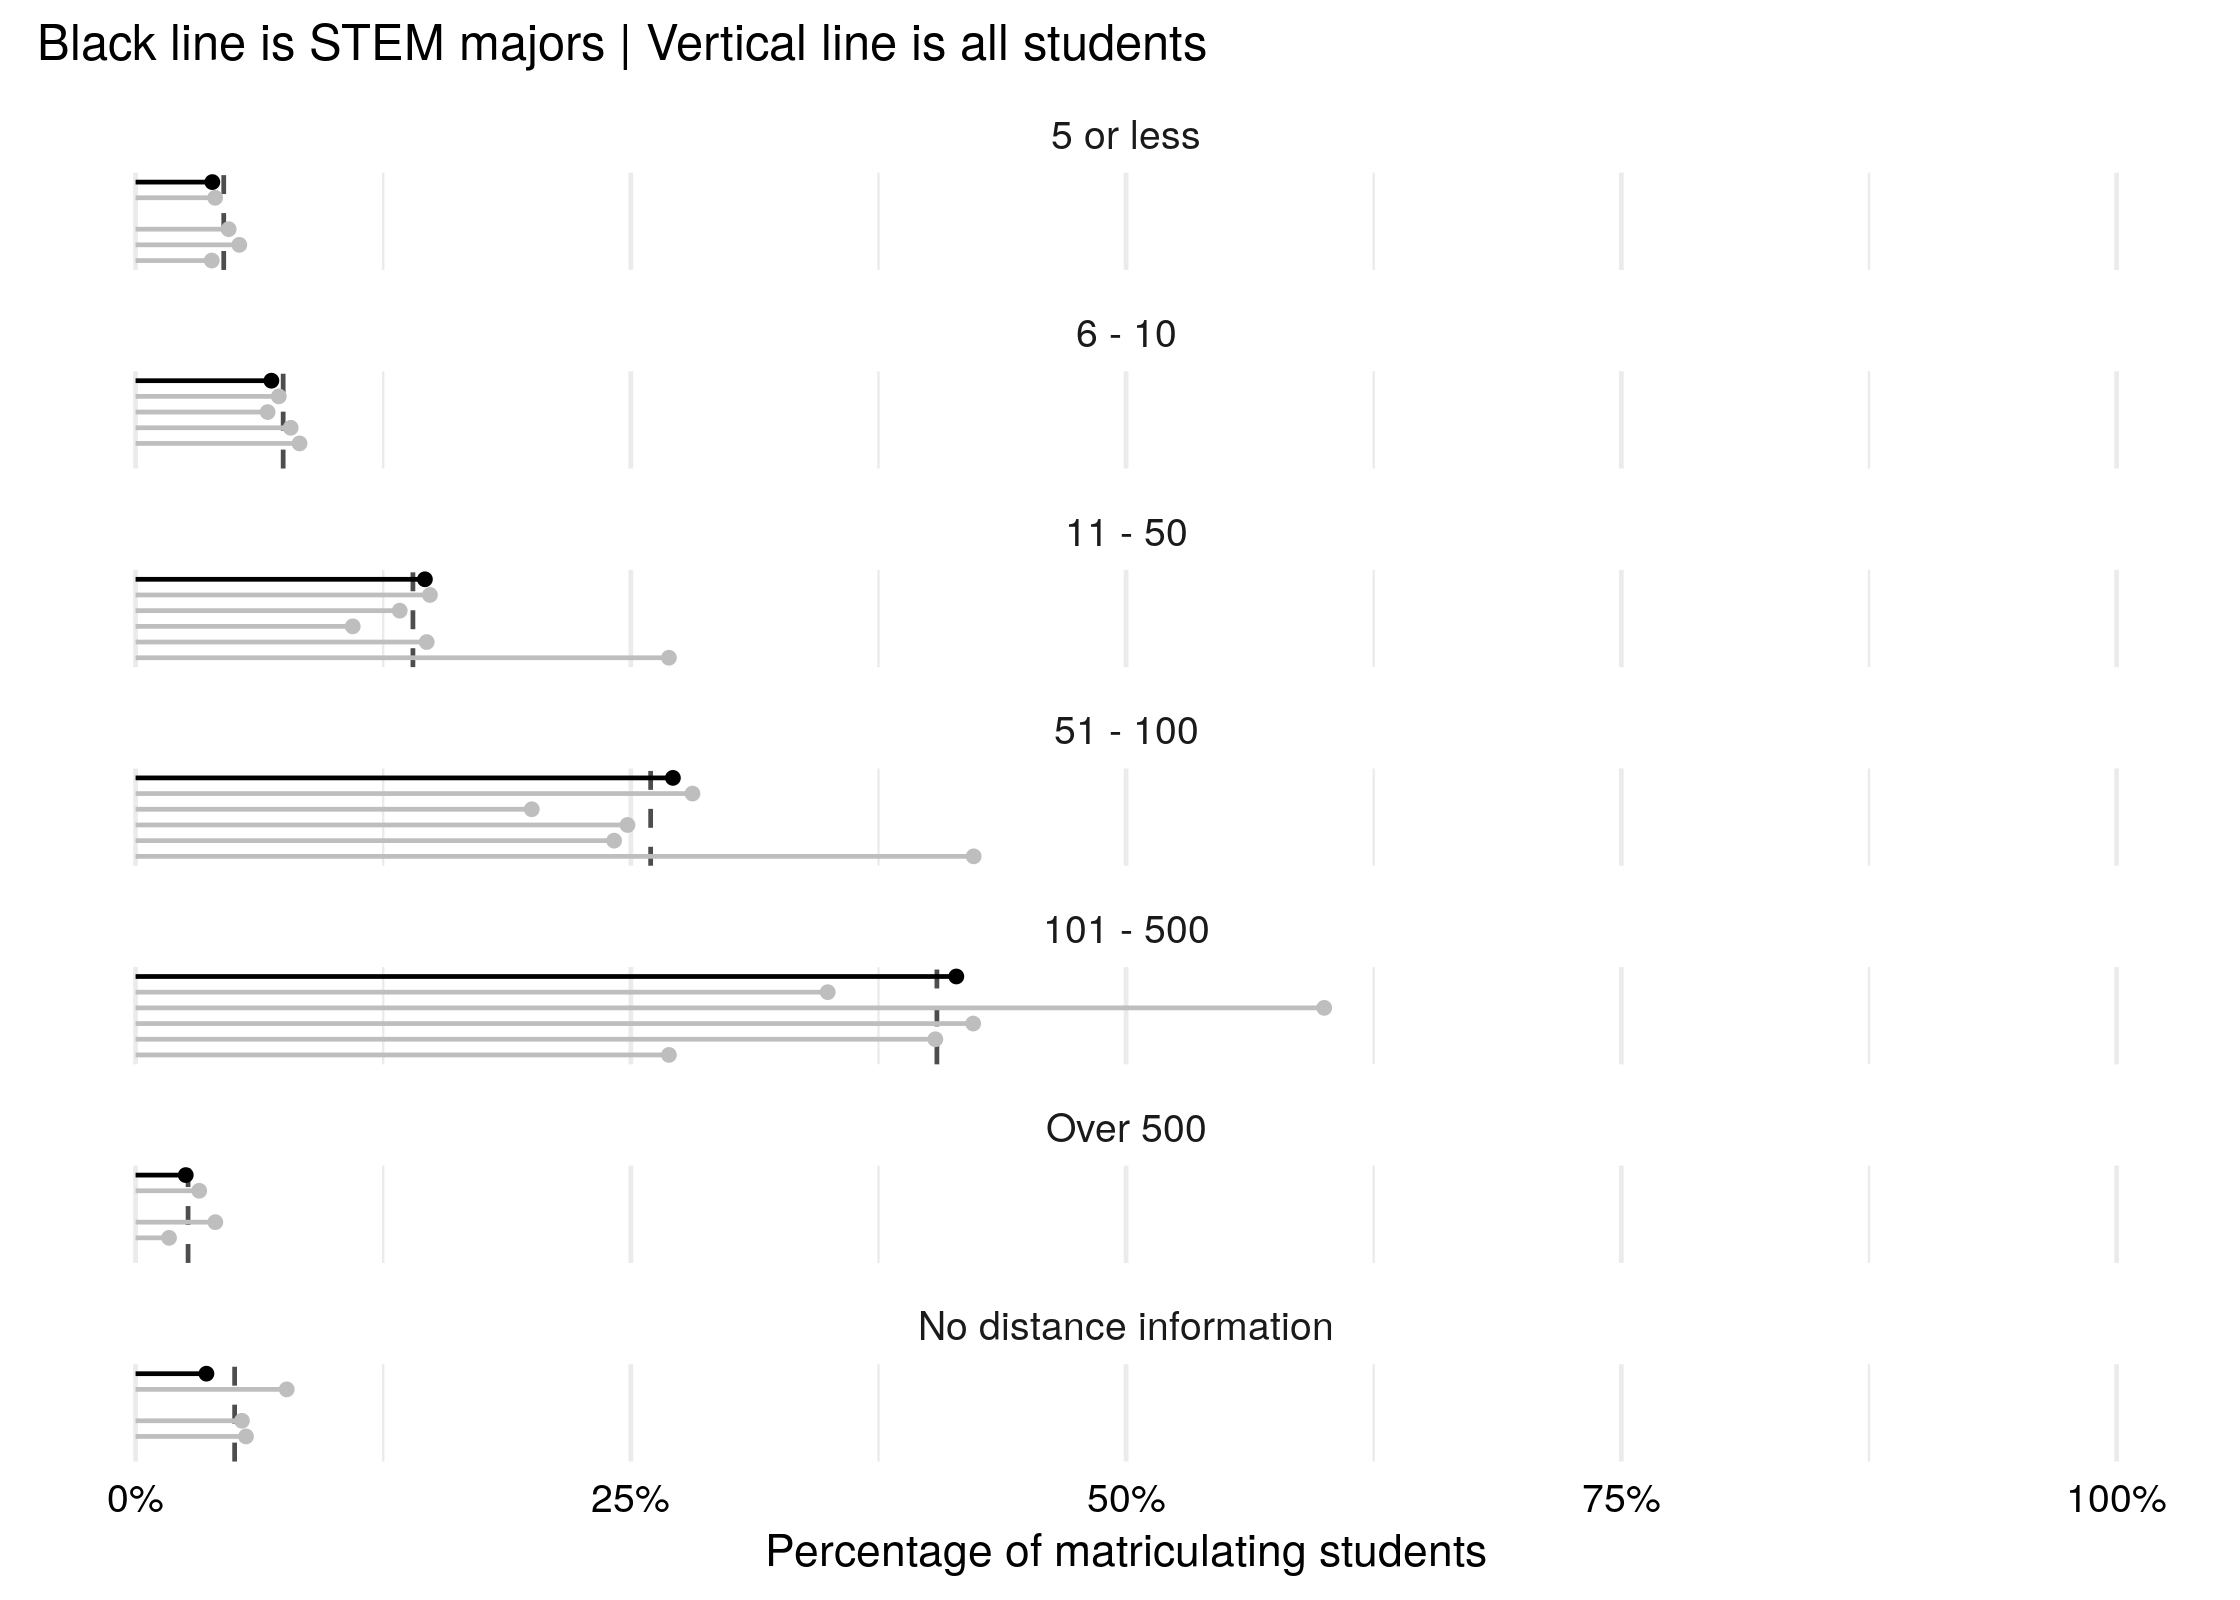 Black line is STEM majors | Vertical line is all students
5 or less
6 - 10
11 - 50
51 - 100
101 - 500
Over 500
No distance information
0% 25% 50% 75% 100%
Percentage of matriculating students